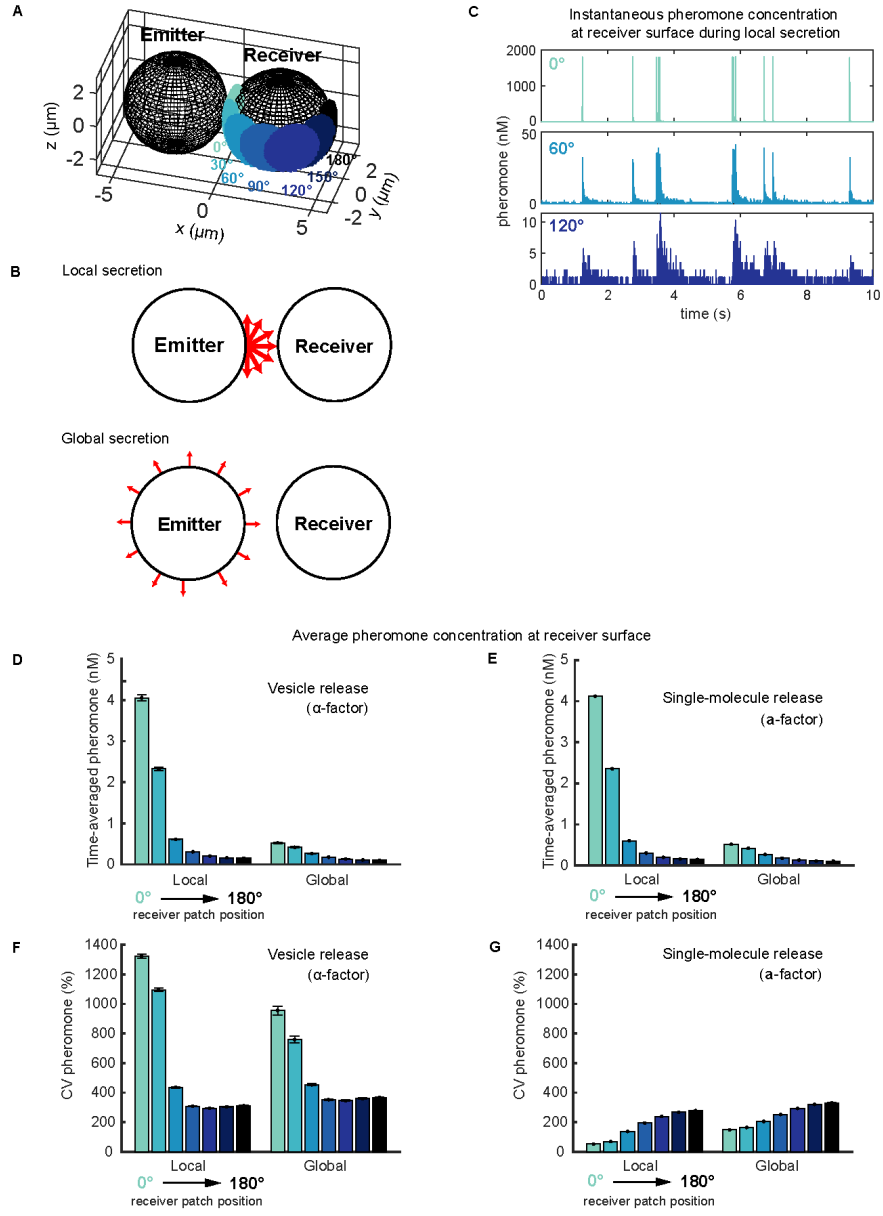 A
Emitter
Receiver
z (µm)
2
0
-2
0°
30°
60°
90°
120°
150°
180°
-5
0
5
x (µm)
2
0
-2
y (µm)
B
Local secretion
Emitter
Receiver
Global secretion
Emitter
Receiver
C
Instantaneous pheromone concentration
at receiver surface during local secretion
pheromone (nM)
2000
1000
0
0°
50
0
60°
10
5
0
120°
0 2 4 6 8 10
time (s)
Average pheromone concentration at receiver surface
D
Time-averaged pheromone (nM)
5
4
3
2
1
0
Vesicle release
(α-factor)
Local Global
0° 180°
receiver patch position
E
Time-averaged pheromone (nM)
5
4
3
2
1
0
Single-molecule release
(a-factor)
Local Global
0° 180°
receiver patch position
F
CV pheromone (%)
1400
1200
1000
800
600
400
200
0
Vesicle release
(α-factor)
Local Global
0° 180°
receiver patch position
G
CV pheromone (%)
1400
1200
1000
800
600
400
200
0
Single-molecule release
(a-factor)
Local Global
0° 180°
receiver patch position